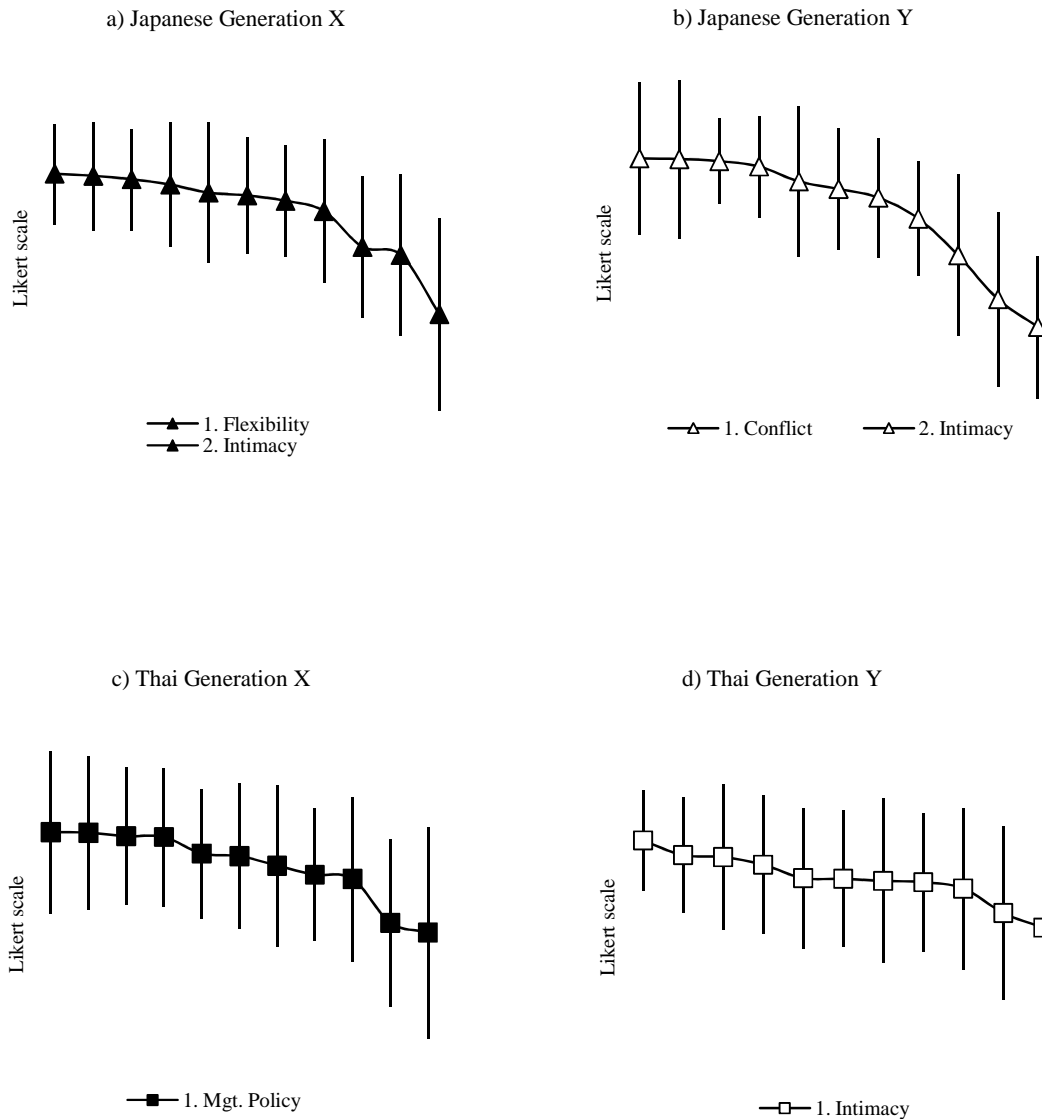 a) Japanese Generation X
b) Japanese Generation Y
Likert scale
Likert scale
1. Flexibility
2. Intimacy
1. Conflict
2. Intimacy
c) Thai Generation X
d) Thai Generation Y
Likert scale
Likert scale
1. Mgt. Policy
1. Intimacy